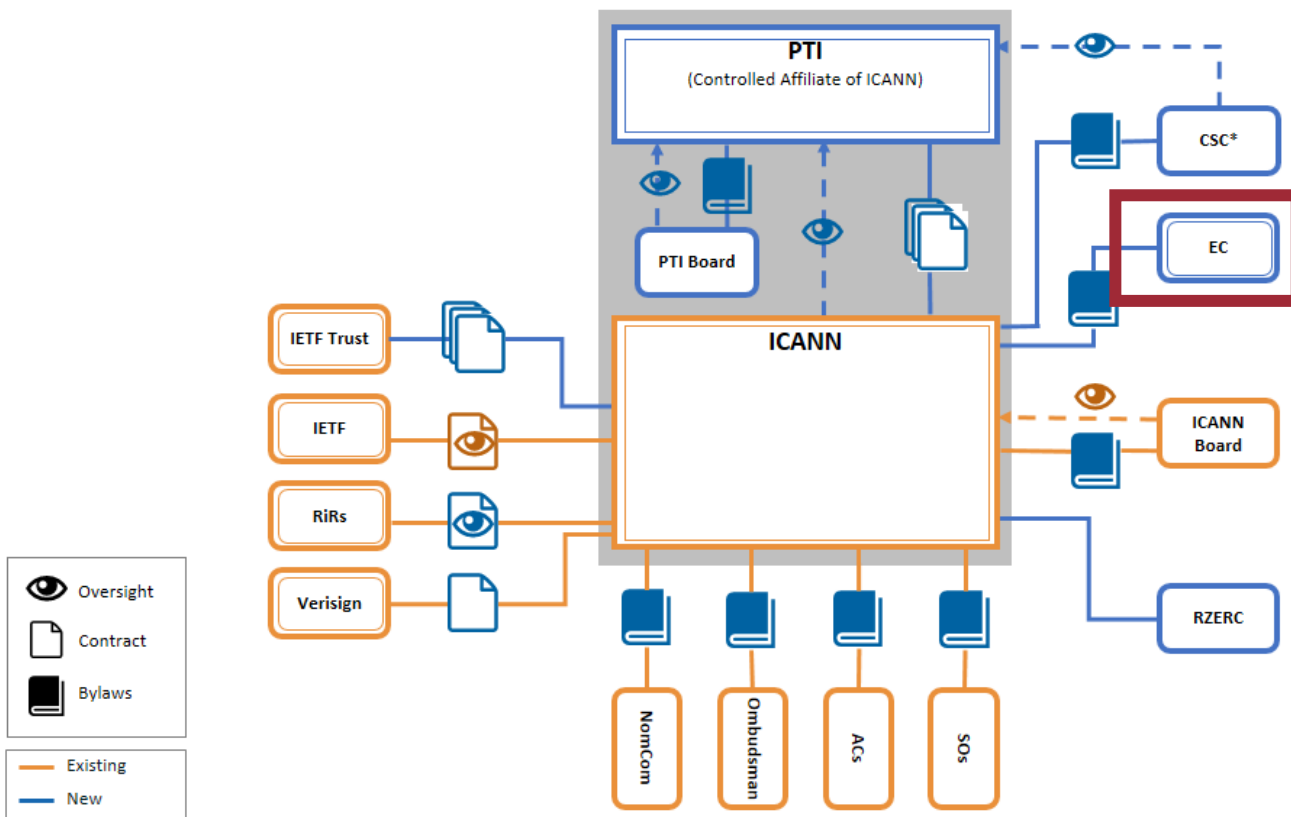 PTI
(Controlled Affiliate of ICANN)
CSC*
EC
PTI Board
IETF Trust
ICANN
IETF
ICANN
Board
RiRs
Verisign
RZERC
Oversight
Contract
Bylaws
Existing
New
NomCom
Ombudsman
ACs
SOs